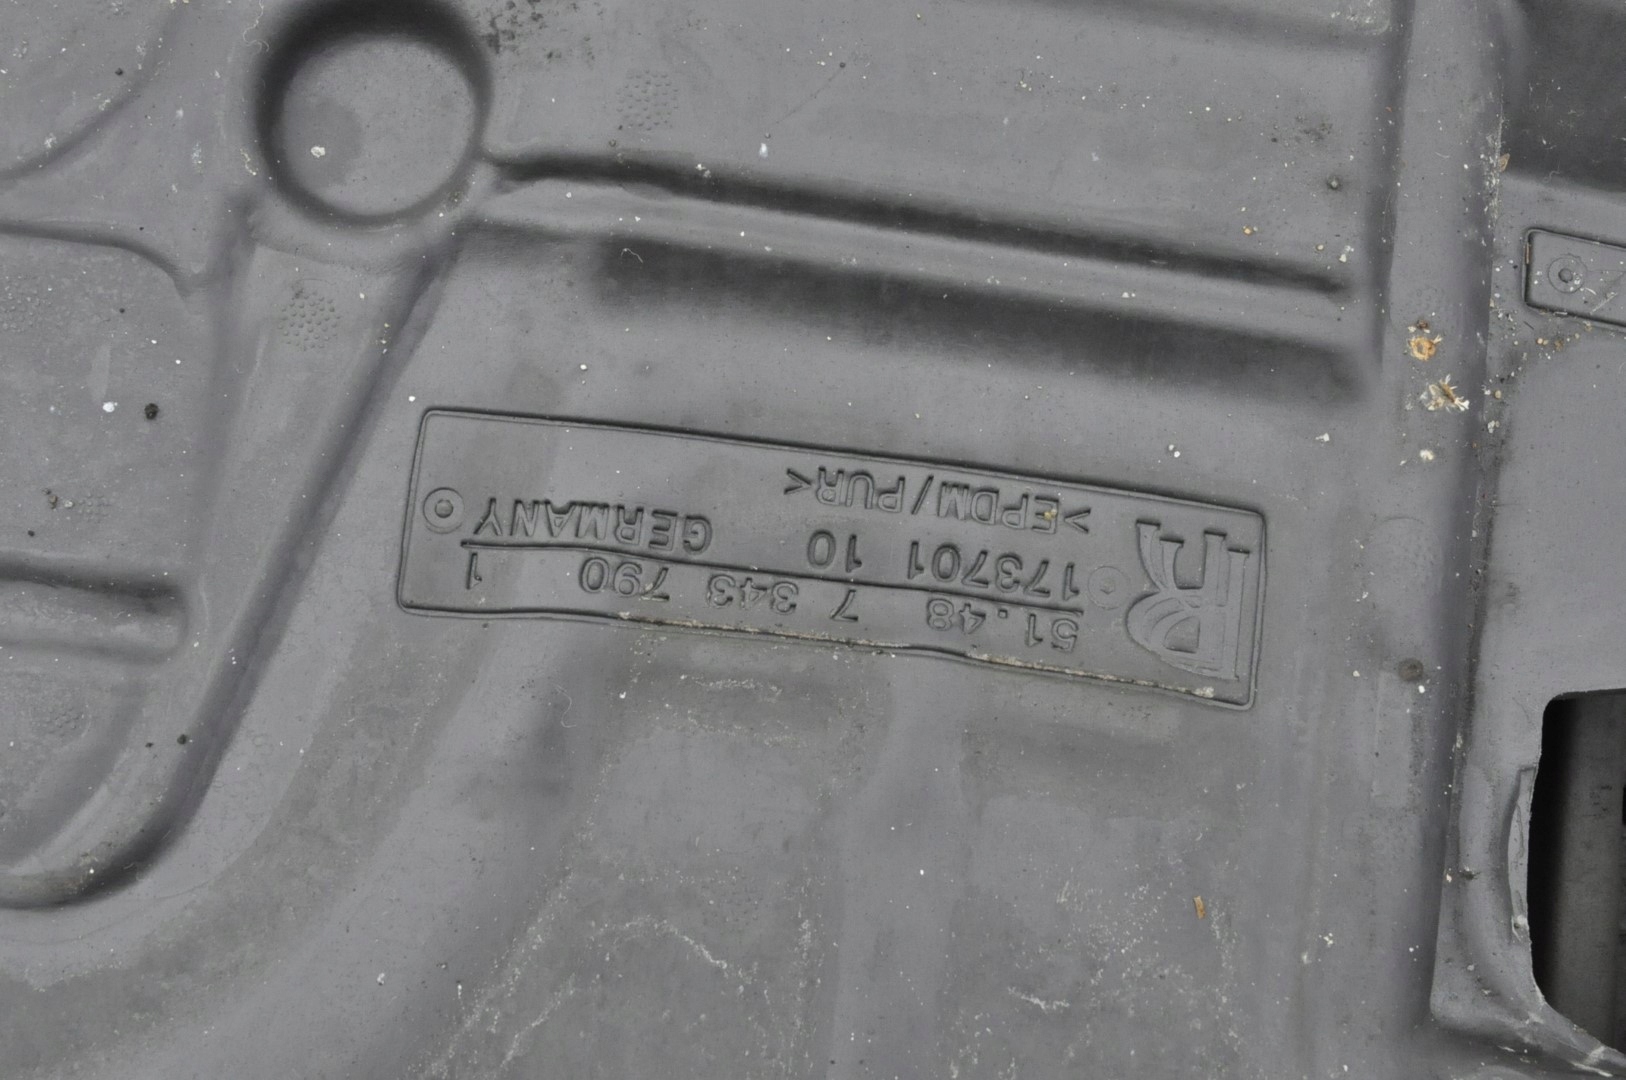 51.48 7 343 790 1
173701 10 GERMANY
>EPDM/PUR<